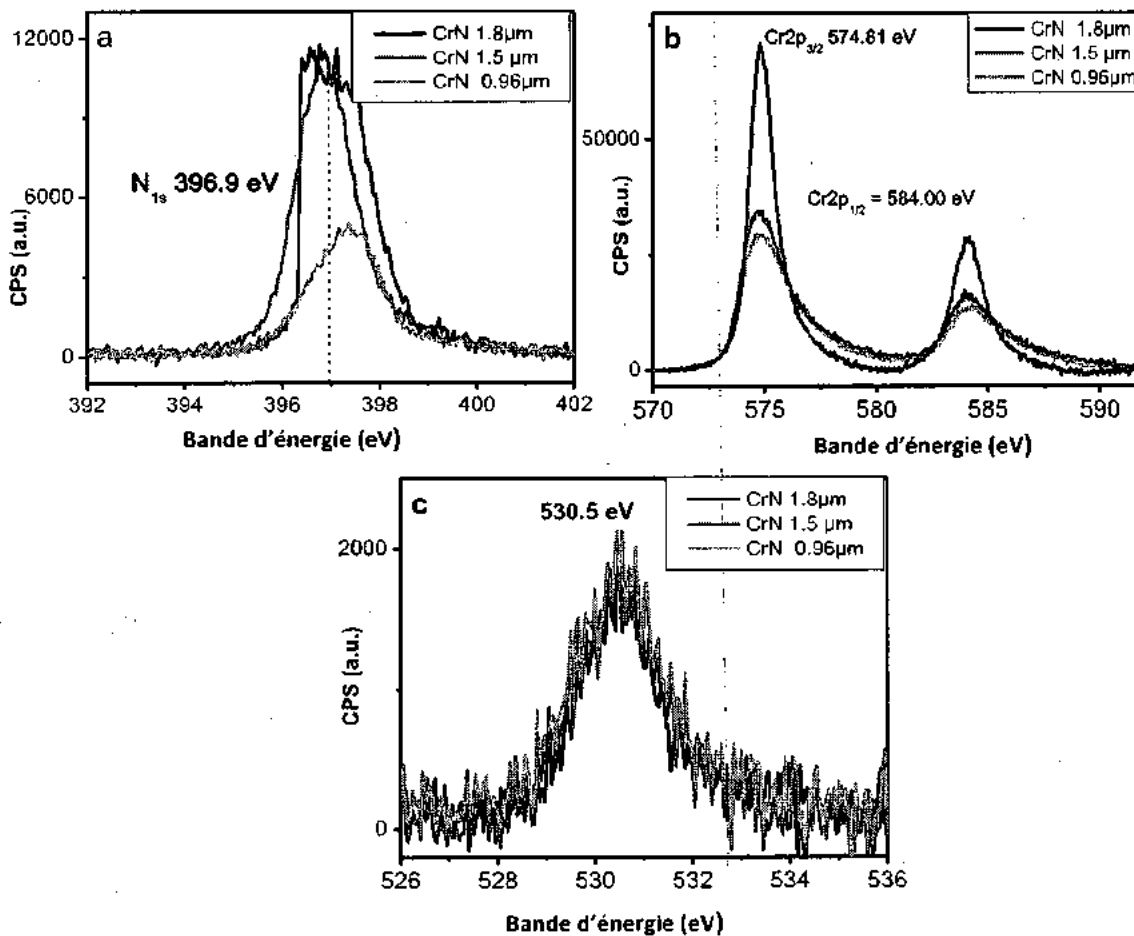 a
CrN 1.8µm
CrN 1.5 µm
CrN 0.96µm
12000
6000
0
N1s 396.9 eV
CPS (a.u.)
392 394 396 398 400 402
Bande d'énergie (eV)
b
Cr2p3/2 574.81 eV
CrN 1.8µm
CrN 1.5 µm
CrN 0.96µm
50000
0
Cr2p1/2 = 584.00 eV
CPS (a.u.)
570 575 580 585 590
Bande d'énergie (eV)
c
530.5 eV
CrN 1.8µm
CrN 1.5 µm
CrN 0.96µm
2000
0
CPS (a.u.)
526 528 530 532 534 536
Bande d'énergie (eV)